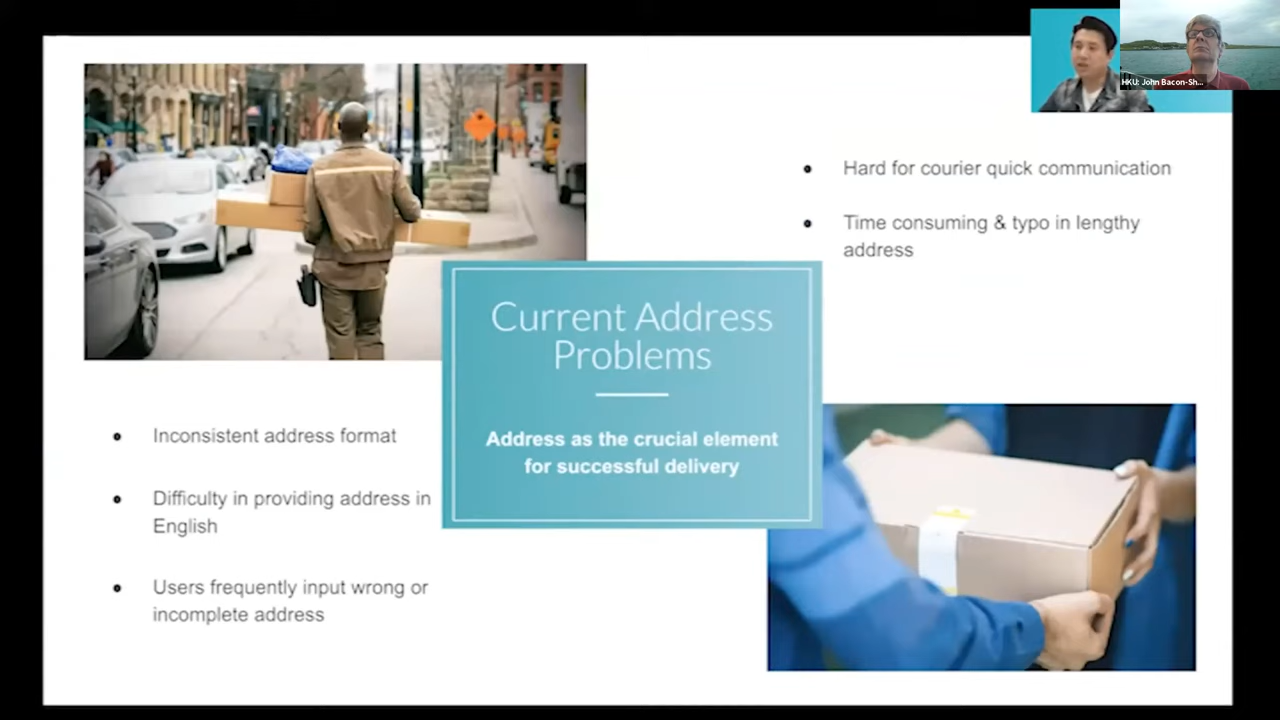 HKU: John Bacon-Sh...
Hard for courier quick communication
Time consuming & typo in lengthy
address
Current Address
Problems
Address as the crucial element
for successful delivery
Inconsistent address format
Difficulty in providing address in
English
Users frequently input wrong or
incomplete address